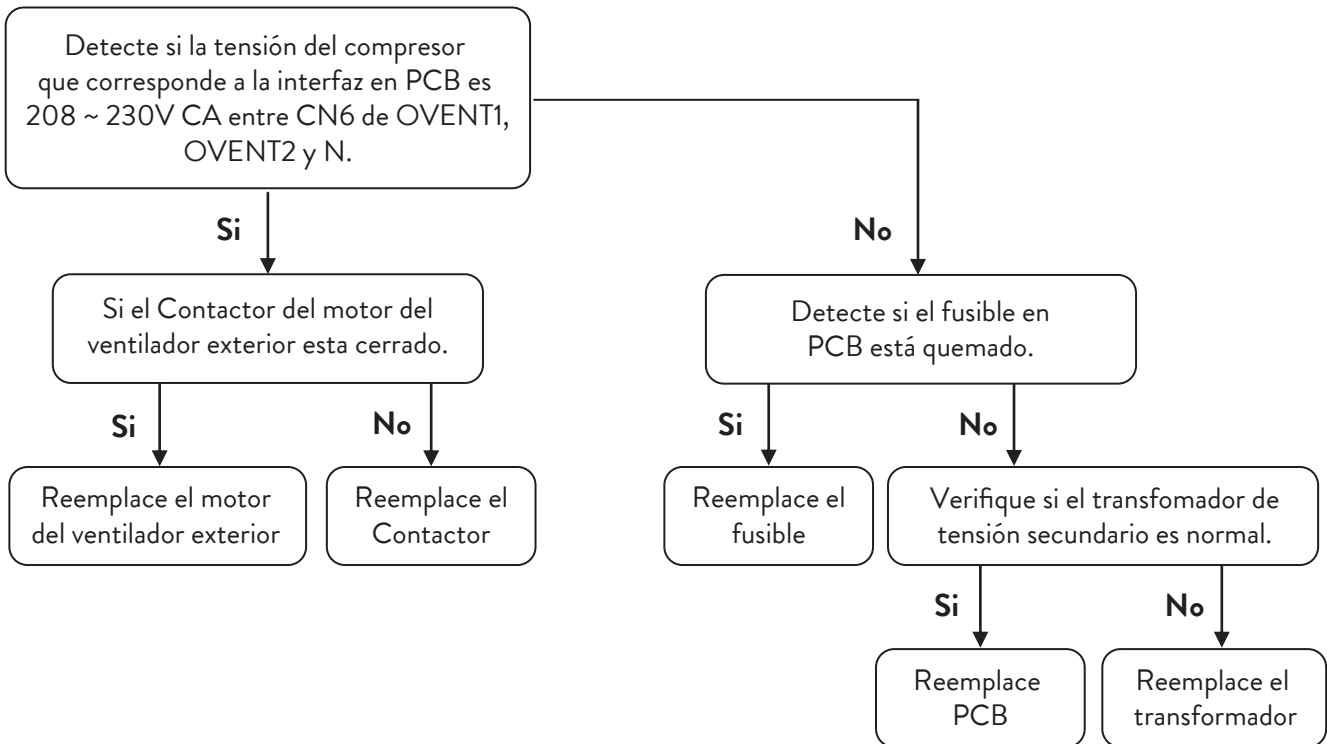 Detecte si la tensión del compresor
que corresponde a la interfaz en PCB es
208 ~ 230V CA entre CN6 de OVENT1,
OVENT2 y N.
Si
No
Si el Contactor del motor del
ventilador exterior esta cerrado.
Detecte si el fusible en
PCB está quemado.
Si
No
Si
No
Reemplace el motor
del ventilador exterior
Reemplace el
Contactor
Reemplace el
fusible
Verifique si el transfomador de
tensión secundario es normal.
Si
No
Reemplace
PCB
Reemplace el
transformador